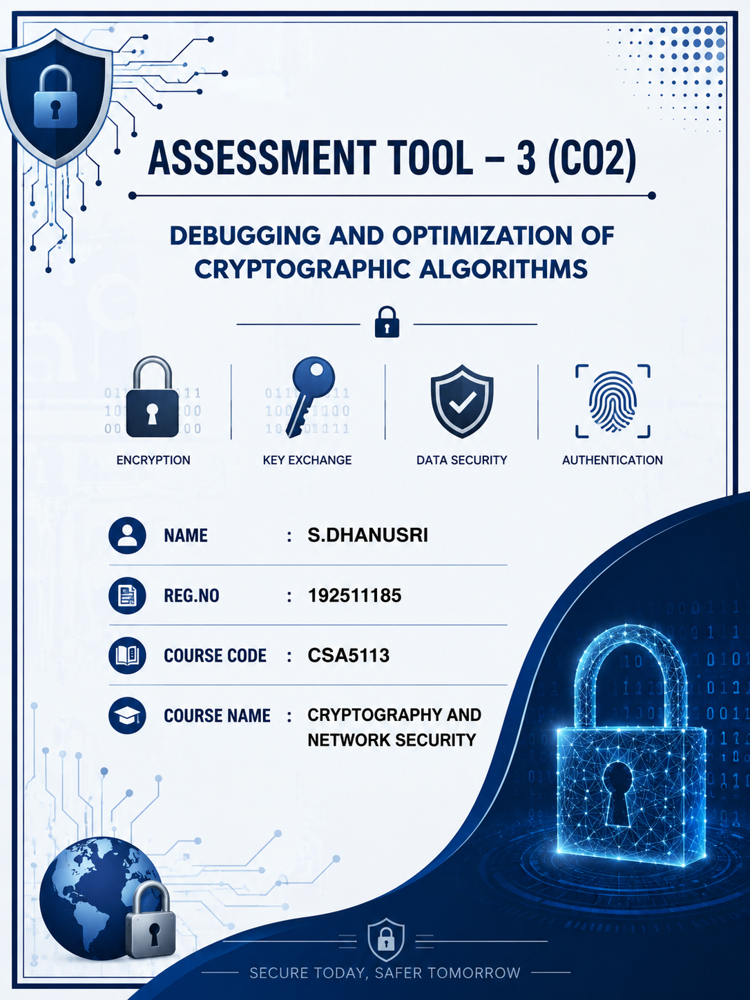 ASSESSMENT TOOL – 3 (CO2)
DEBUGGING AND OPTIMIZATION OF
CRYPTOGRAPHIC ALGORITHMS
ENCRYPTION
KEY EXCHANGE
DATA SECURITY
AUTHENTICATION
NAME : S.DHANUSRI
REG.NO : 192511185
COURSE CODE : CSA5113
COURSE NAME : CRYPTOGRAPHY AND
NETWORK SECURITY
SECURE TODAY, SAFER TOMORROW